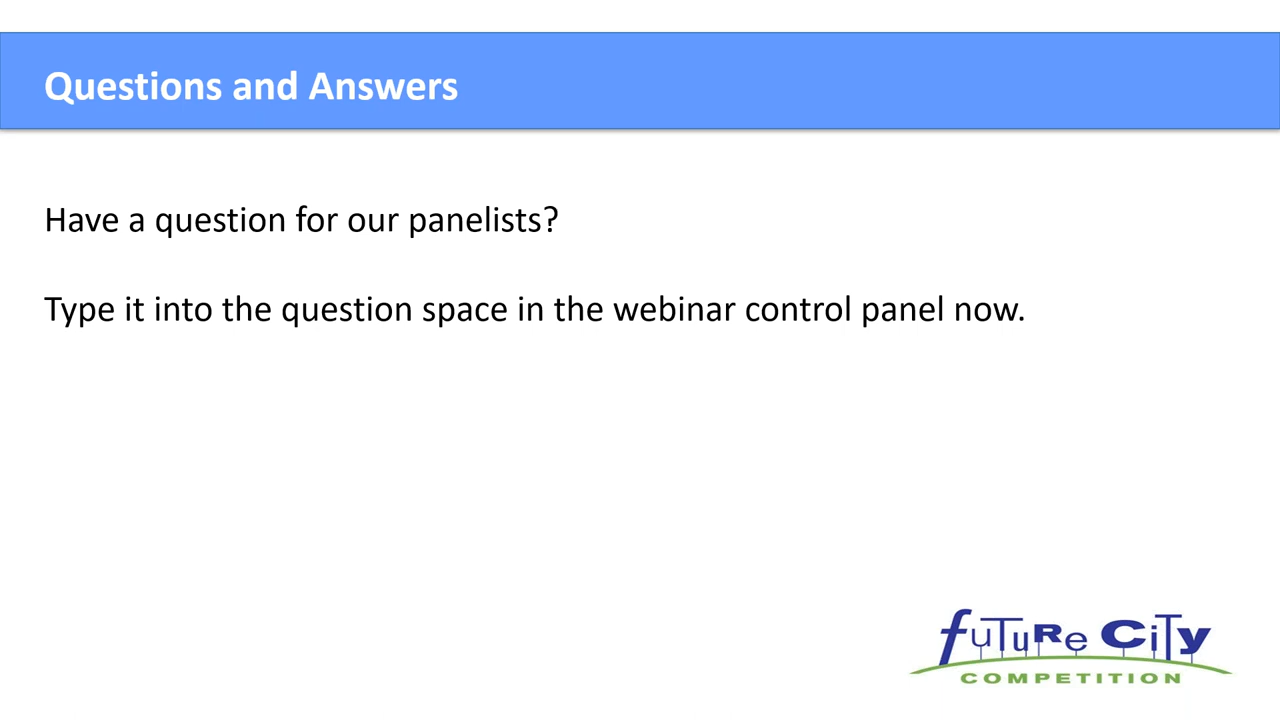 Questions and Answers
Have a question for our panelists?
Type it into the question space in the webinar control panel now.
fuTuRe CiTy
COMPETITION